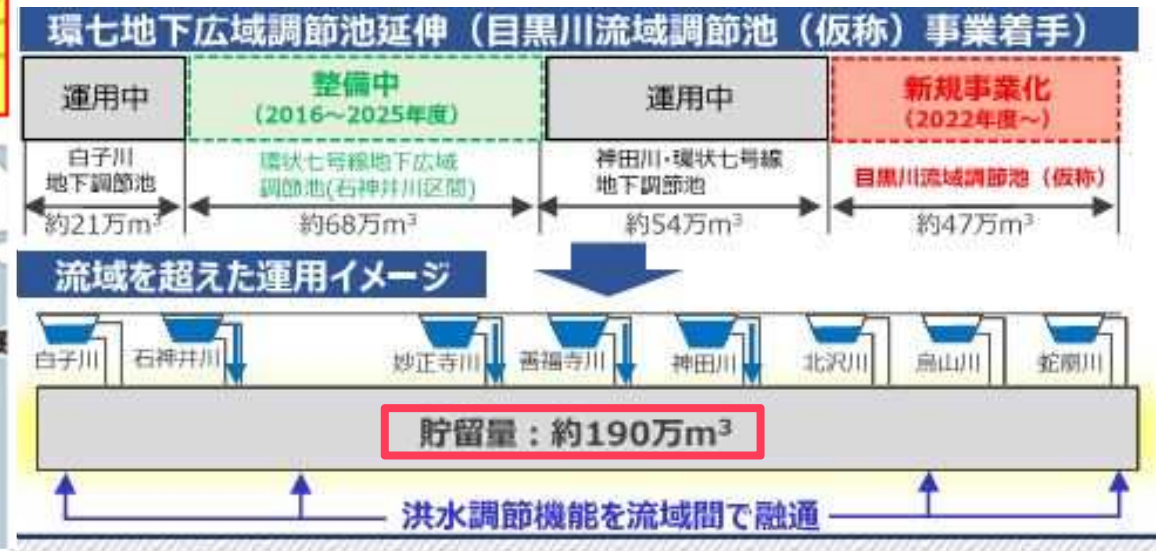 環七地下広域調節池延伸（目黒川流域調節池（仮称）事業着手）
運用中
整備中
（2016～2025年度）
運用中
新規事業化
（2022年度～）
白子川
地下調節池
環状七号線地下広域
調節池(石神井川区間)
神田川・環状七号線
地下調節池
目黒川流域調節池（仮称）
約21万m³
約68万m³
約54万m³
約47万m³
流域を超えた運用イメージ
白子川
石神井川
妙正寺川
善福寺川
神田川
北沢川
烏山川
蛇崩川
貯留量：約190万m³
洪水調節機能を流域間で融通